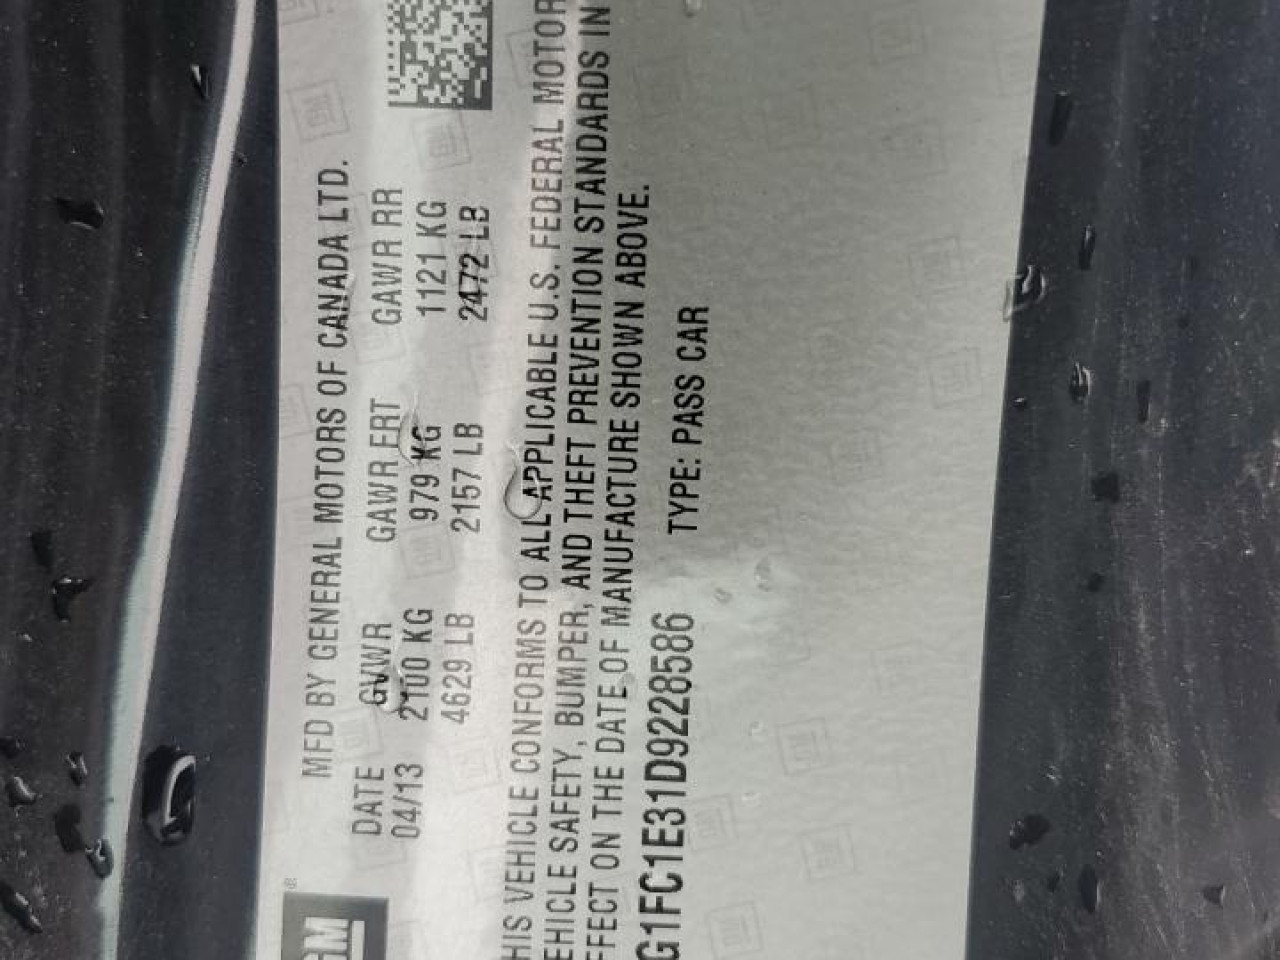 GM ®
MFD BY GENERAL MOTORS OF CANADA LTD.
DATE GVWR GAWR FRT GAWR RR
04/13 2100 KG 979 KG 1121 KG
4629 LB 2157 LB 2472 LB
HIS VEHICLE CONFORMS TO ALL APPLICABLE U.S. FEDERAL MOTOR
EHICLE SAFETY, BUMPER, AND THEFT PREVENTION STANDARDS IN
FFECT ON THE DATE OF MANUFACTURE SHOWN ABOVE.
G1FC1E31D9228586 TYPE: PASS CAR